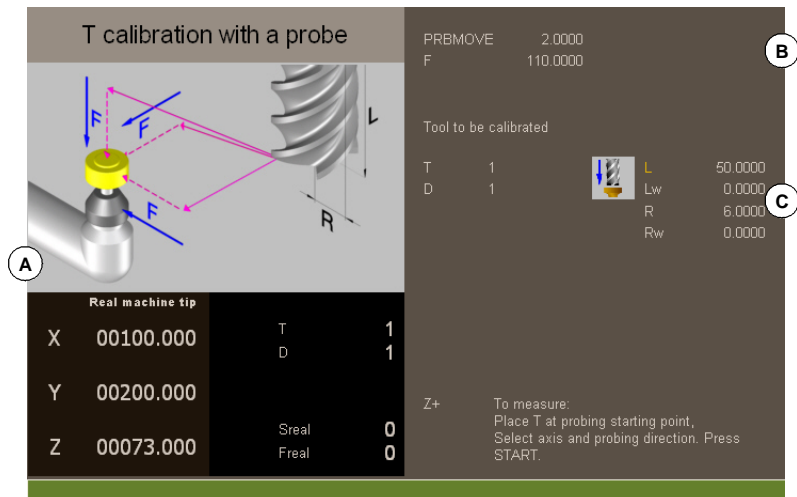 T calibration with a probe
F
F
F
L
R
A
Real machine tip
X 00100.000
Y 00200.000
Z 00073.000
T 1
D 1
Sreal 0
Freal 0
PRBMOVE 2.0000
F 110.0000
B
Tool to be calibrated
T 1
D 1
L 50.0000
Lw 0.0000
R 6.0000
Rw 0.0000
C
Z+ To measure:
Place T at probing starting point,
Select axis and probing direction. Press
START.